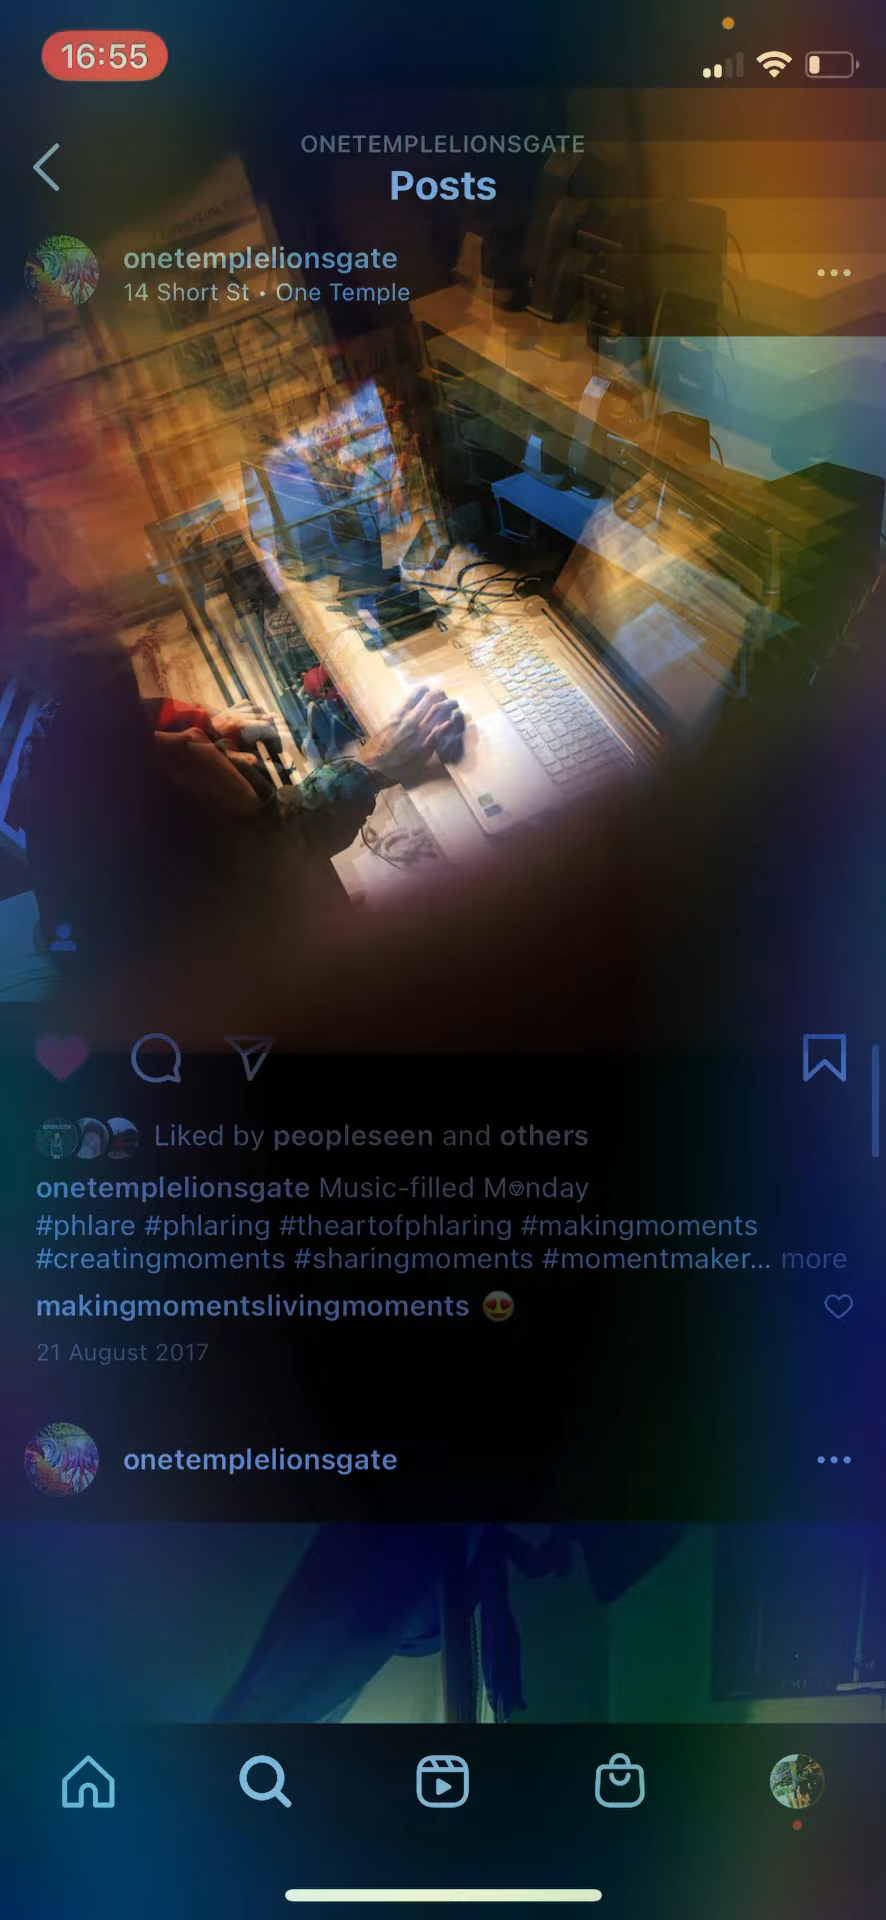 16:55
ONETEMPLELIONSGATE
Posts
onetemplelionsgate
14 Short St • One Temple
Liked by peopleseen and others
onetemplelionsgate Music-filled M🎯nday
#phlare #phlaring #theartofphlaring #makingmoments
#creatingmoments #sharingmoments #momentmaker... more
makingmomentslivingmoments 😍
21 August 2017
onetemplelionsgate